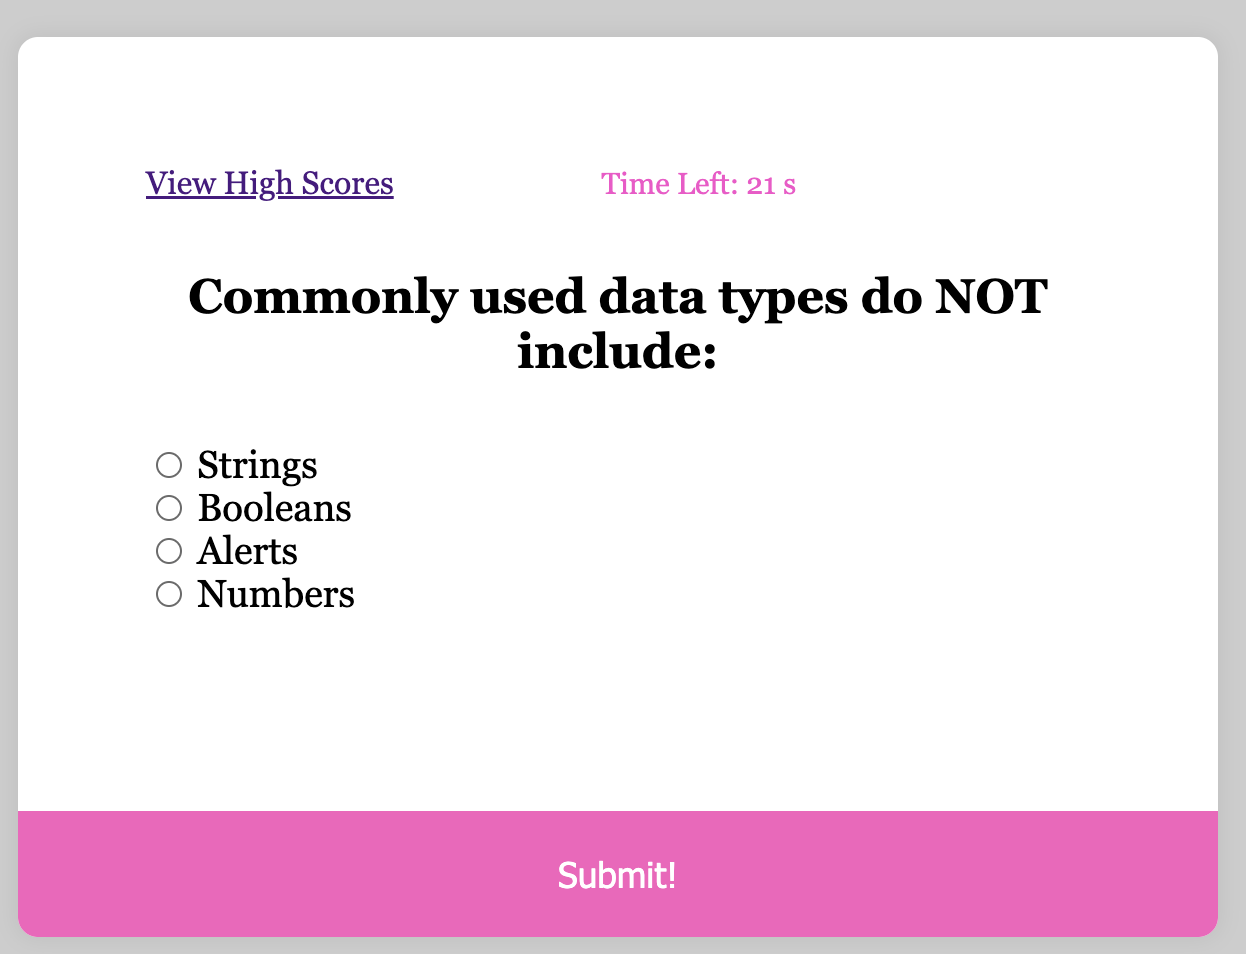 View High Scores
Time Left: 21 s
Commonly used data types do NOT
include:
Strings
Booleans
Alerts
Numbers
Submit!